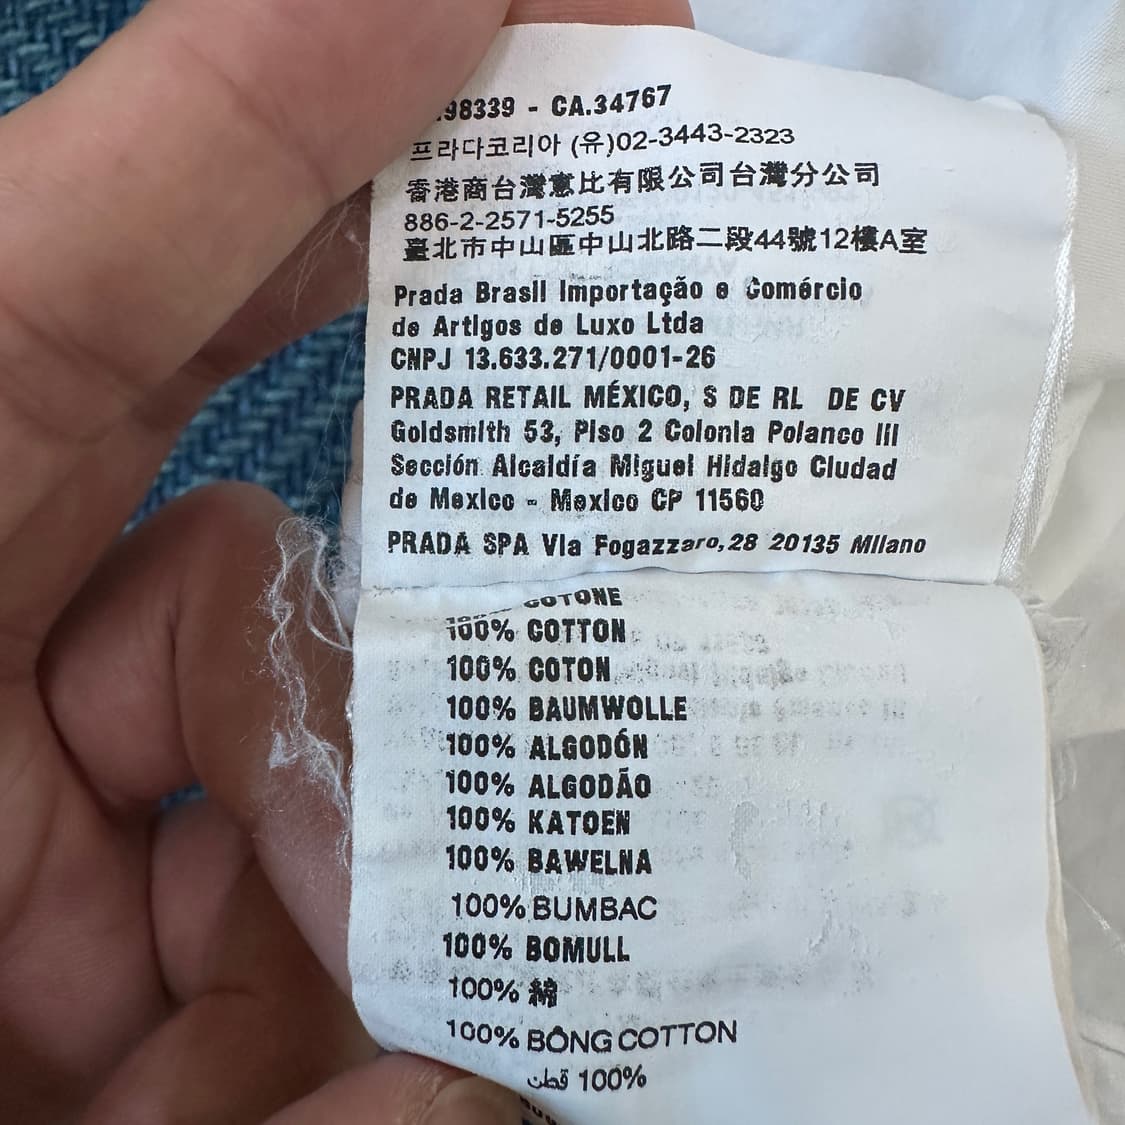 98339 - CA.34767
프라다코리아 (유)02-3443-2323
香港商台灣意比有限公司台灣分公司
886-2-2571-5255
臺北市中山區中山北路二段44號12樓A室
Prada Brasil Importação e Comércio
de Artigos de Luxo Ltda
CNPJ 13.633.271/0001-26
PRADA RETAIL MÉXICO, S DE RL DE CV
Goldsmith 53, Piso 2 Colonia Polanco III
Sección Alcaldía Miguel Hidalgo Ciudad
de Mexico - Mexico CP 11560
PRADA SPA Via Fogazzaro,28 20135 Milano
100% COTONE
100% COTTON
100% COTON
100% BAUMWOLLE
100% ALGODÓN
100% ALGODÃO
100% KATOEN
100% BAWEŁNA
100% BUMBAC
100% BOMULL
100% 綿
100% BÔNG COTTON
100% قطن